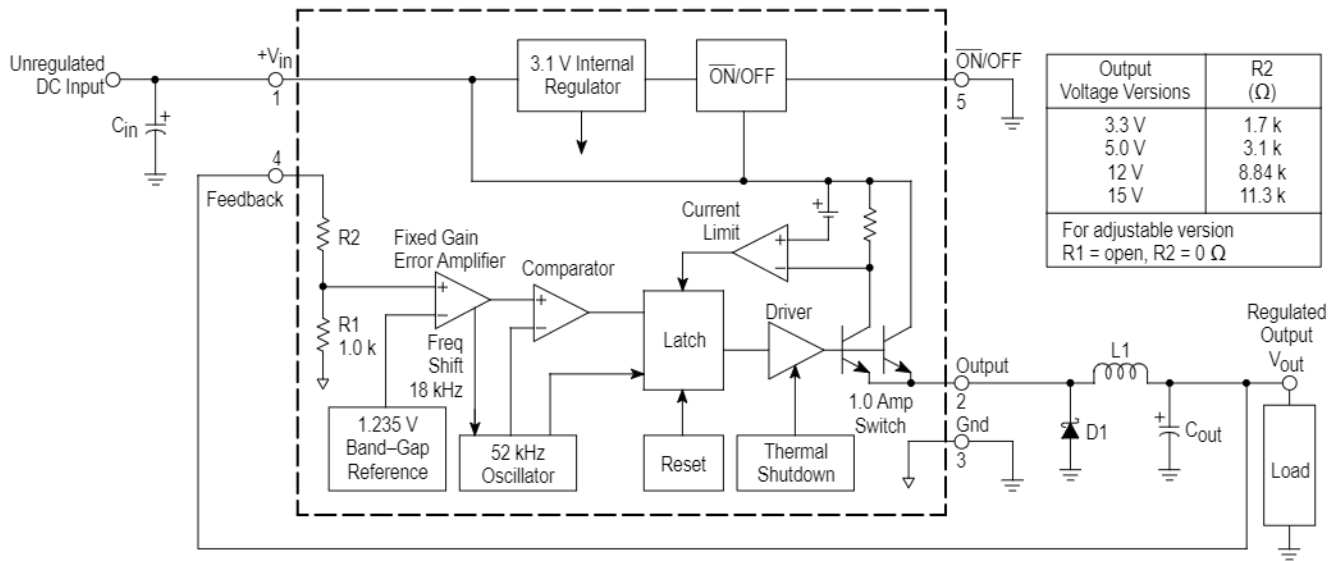 Unregulated
DC Input
Cin
+
+Vin
1
4
Feedback
3.1 V Internal
Regulator
ON/OFF
ON/OFF
5
Output
Voltage Versions
R2
(Ω)
3.3 V
1.7 k
5.0 V
3.1 k
12 V
8.84 k
15 V
11.3 k
For adjustable version
R1 = open, R2 = 0 Ω
R2
R1
1.0 k
Fixed Gain
Error Amplifier
+
–
Comparator
+
–
Current
Limit
+
–
+
Freq
Shift
18 kHz
Latch
Driver
1.235 V
Band–Gap
Reference
52 kHz
Oscillator
Reset
Thermal
Shutdown
1.0 Amp
Switch
Output
2
Gnd
3
L1
D1
+
Cout
Regulated
Output
Vout
Load